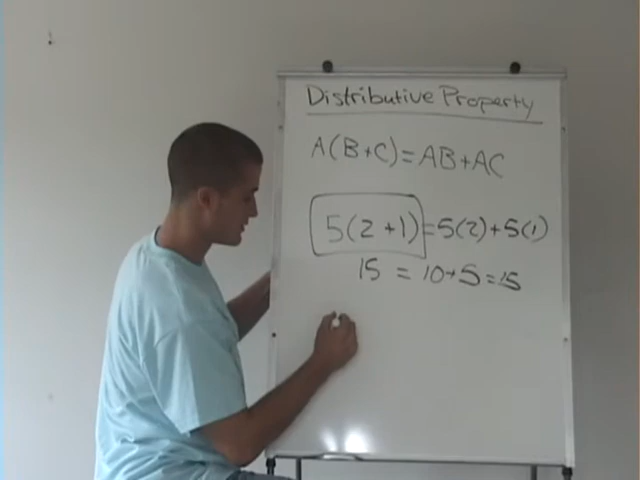 Distributive Property
A(B+C)=AB+AC
5(2+1)=5(2)+5(1)
15 = 10+5=15